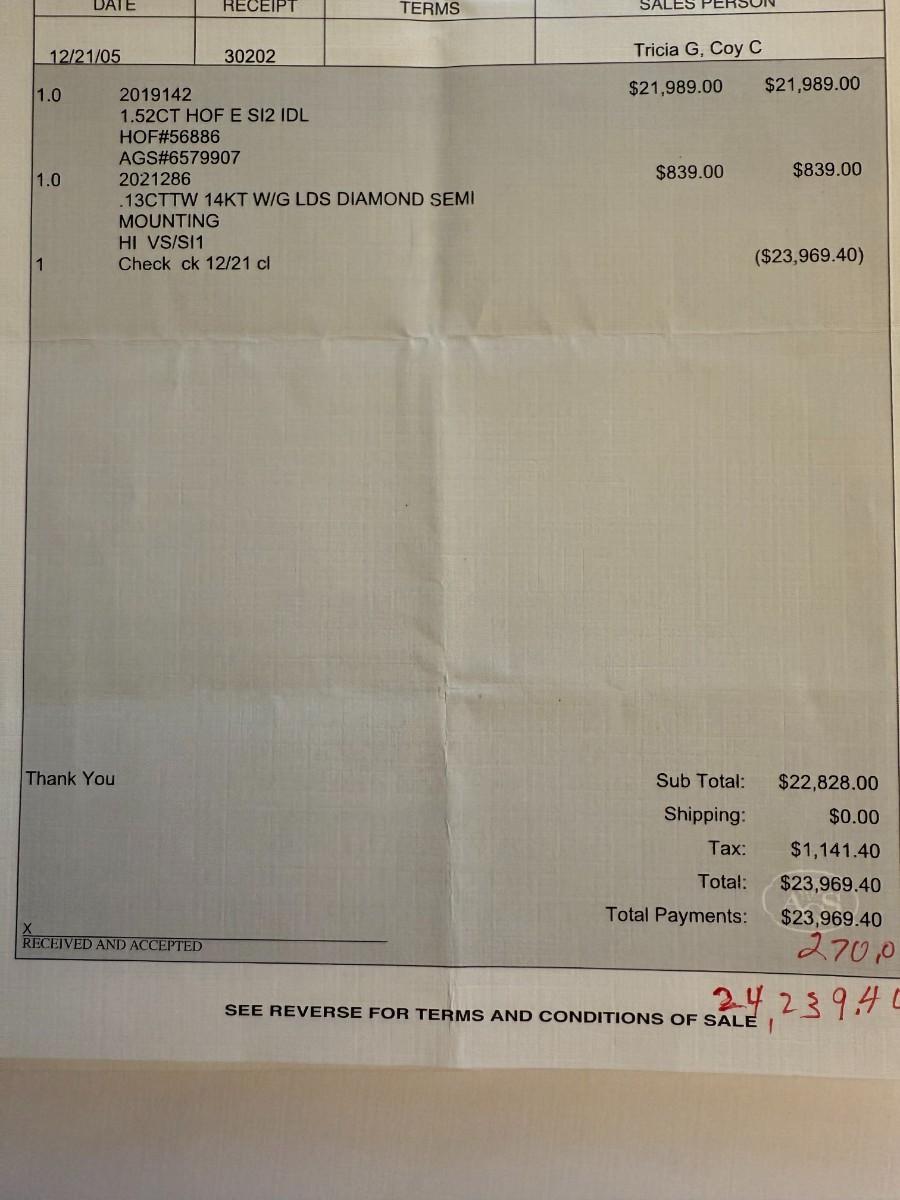 DATE RECEIPT TERMS SALES PERSON
12/21/05 30202 Tricia G, Coy C
1.0 2019142 $21,989.00 $21,989.00
1.52CT HOF E SI2 IDL
HOF#56886
AGS#6579907
1.0 2021286 $839.00 $839.00
.13CTTW 14KT W/G LDS DIAMOND SEMI
MOUNTING
HI VS/SI1
1 Check ck 12/21 cl ($23,969.40)
Thank You
Sub Total: $22,828.00
Shipping: $0.00
Tax: $1,141.40
Total: $23,969.40
Total Payments: $23,969.40
X
RECEIVED AND ACCEPTED
270.0
24,239.40
SEE REVERSE FOR TERMS AND CONDITIONS OF SALE
AGS